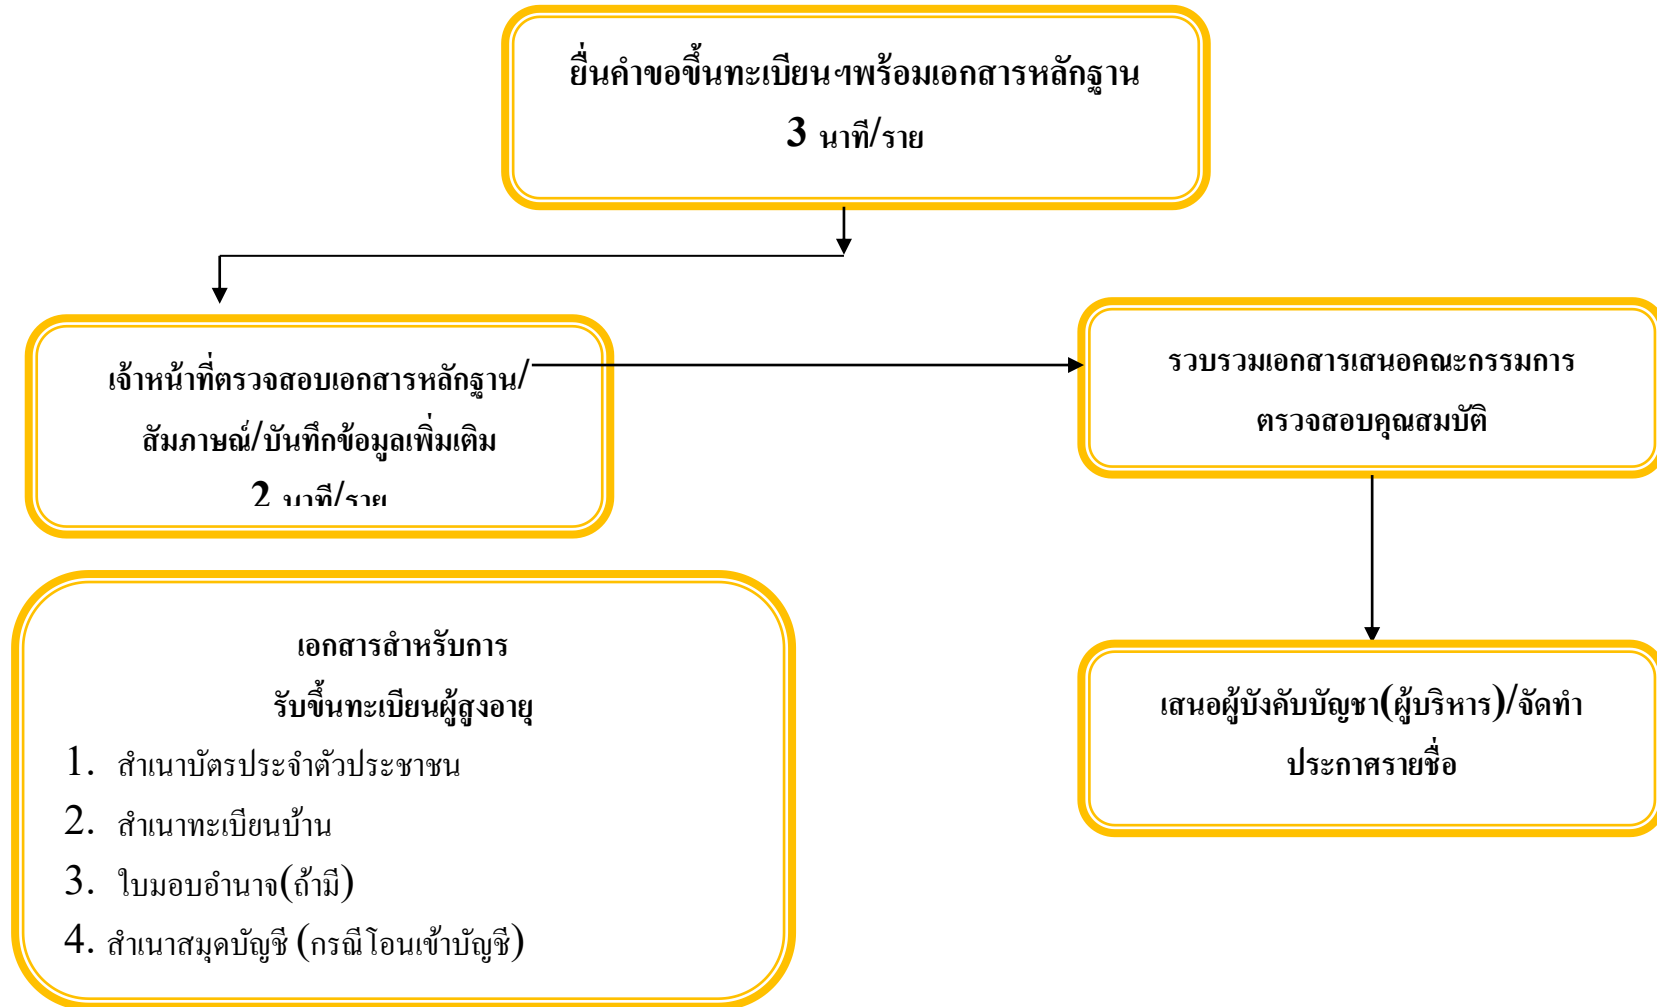 ยื่นคำขอขึ้นทะเบียนฯพร้อมเอกสารหลักฐาน
3 นาที/ราย
เจ้าหน้าที่ตรวจสอบเอกสารหลักฐาน/
สัมภาษณ์/บันทึกข้อมูลเพิ่มเติม
2 นาที/ราย
รวบรวมเอกสารเสนอคณะกรรมการ
ตรวจสอบคุณสมบัติ
เสนอผู้บังคับบัญชา(ผู้บริหาร)/จัดทำ
ประกาศรายชื่อ
เอกสารสำหรับการ
รับขึ้นทะเบียนผู้สูงอายุ
1. สำเนาบัตรประจำตัวประชาชน
2. สำเนาทะเบียนบ้าน
3. ใบมอบอำนาจ(ถ้ามี)
4. สำเนาสมุดบัญชี (กรณีโอนเข้าบัญชี)